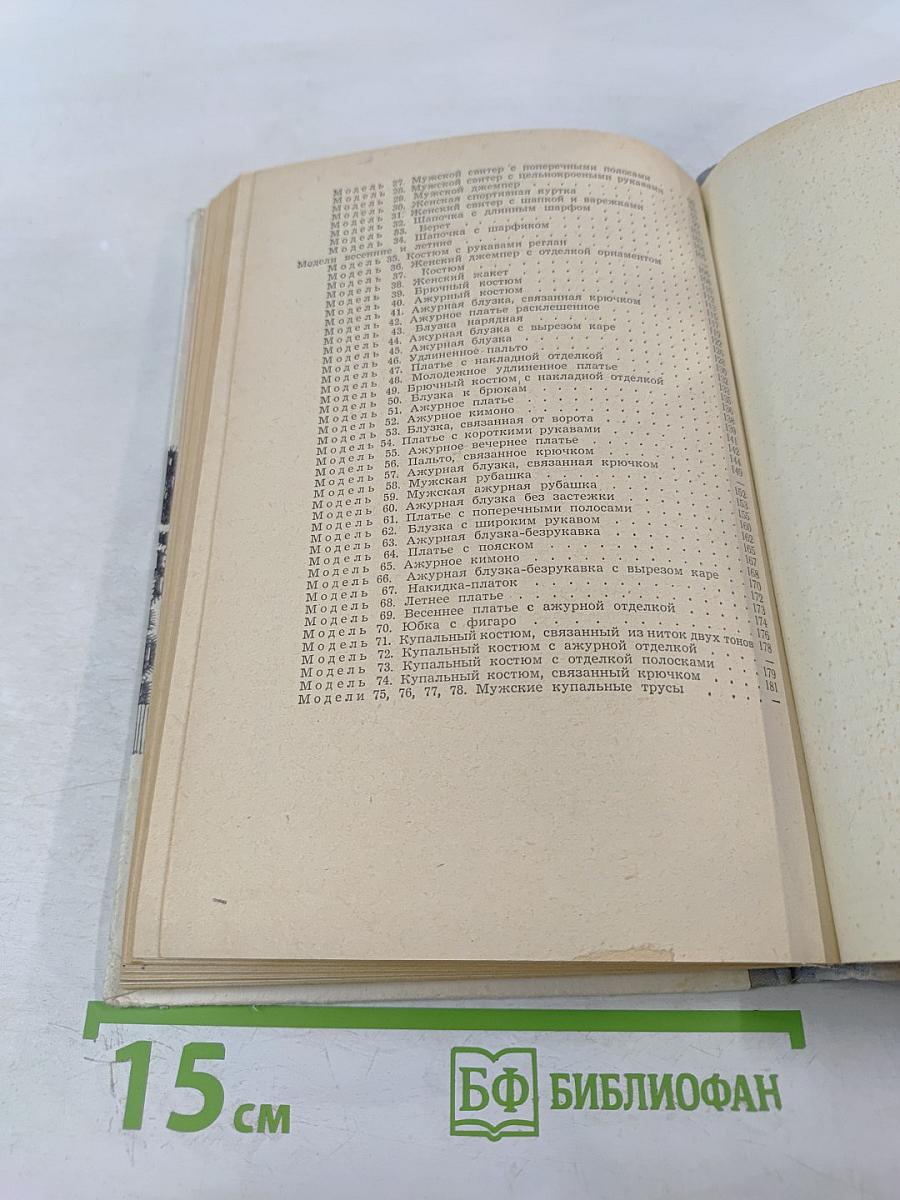 Модель 27. Мужской свитер с поперечными полосами
Модель 28. Мужской свитер с цельнокроеными рукавами
Модель 29. Мужской джемпер
Модель 30. Женская спортивная куртка
Модель 31. Женский свитер с шапкой и варежками
Модель 32. Шапочка с длинным шарфом
Модель 33. Берет
Модель 34. Шапочка с шарфиком
Модели весенние и летние
Модель 35. Костюм с рукавами реглан
Модель 36. Женский джемпер с отделкой орнаментом
Модель 37. Костюм
Модель 38. Женский жакет
Модель 39. Брючный костюм
Модель 40. Ажурный костюм
Модель 41. Ажурная блузка, связанная крючком
Модель 42. Ажурное платье расклешенное
Модель 43. Блузка нарядная
Модель 44. Ажурная блузка с вырезом каре
Модель 45. Ажурная блузка
Модель 46. Удлиненное пальто
Модель 47. Платье с накладной отделкой
Модель 48. Молодежное удлиненное платье
Модель 49. Брючный костюм с накладной отделкой
Модель 50. Блузка к брюкам
Модель 51. Ажурное платье
Модель 52. Ажурное кимоно
Модель 53. Блузка, связанная от ворота
Модель 54. Платье с короткими рукавами
Модель 55. Ажурное вечернее платье
Модель 56. Пальто, связанное крючком
Модель 57. Ажурная блузка, связанная крючком
Модель 58. Мужская рубашка
Модель 59. Мужская ажурная рубашка
Модель 60. Ажурная блузка без застежки
Модель 61. Платье с поперечными полосами
Модель 62. Блузка с широким рукавом
Модель 63. Ажурная блузка-безрукавка
Модель 64. Платье с пояском
Модель 65. Ажурное кимоно
Модель 66. Ажурная блузка-безрукавка с вырезом каре
Модель 67. Накидка-платок
Модель 68. Летнее платье
Модель 69. Весеннее платье с ажурной отделкой
Модель 70. Юбка с фигаро
Модель 71. Купальный костюм, связанный из ниток двух тонов 178
Модель 72. Купальный костюм с ажурной отделкой . —
Модель 73. Купальный костюм с отделкой полосками . . . . 179
Модель 74. Купальный костюм, связанный крючком . . . . 181
Модели 75, 76, 77, 78. Мужские купальные трусы . . . —
15 см
БФ БИБЛИОФАН